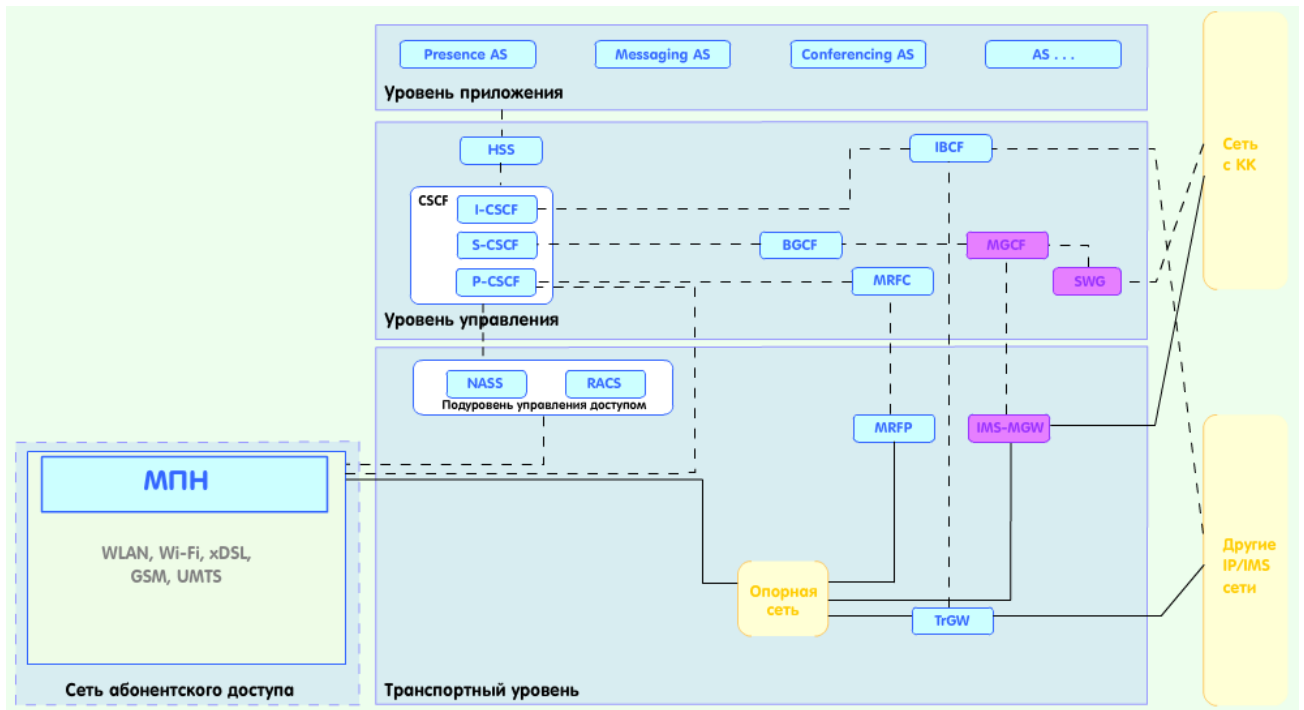 Presence AS
Messaging AS
Conferencing AS
AS . . .
Уровень приложения
HSS
IBCF
Сеть
с КК
CSCF
I-CSCF
S-CSCF
BGCF
MGCF
P-CSCF
MRFC
SWG
Уровень управления
NASS
RACS
Подуровень управления доступом
MRFP
IMS-MGW
МПН
WLAN, Wi-Fi, xDSL,
GSM, UMTS
Опорная
сеть
TrGW
Другие
IP/IMS
сети
Сеть абонентского доступа
Транспортный уровень